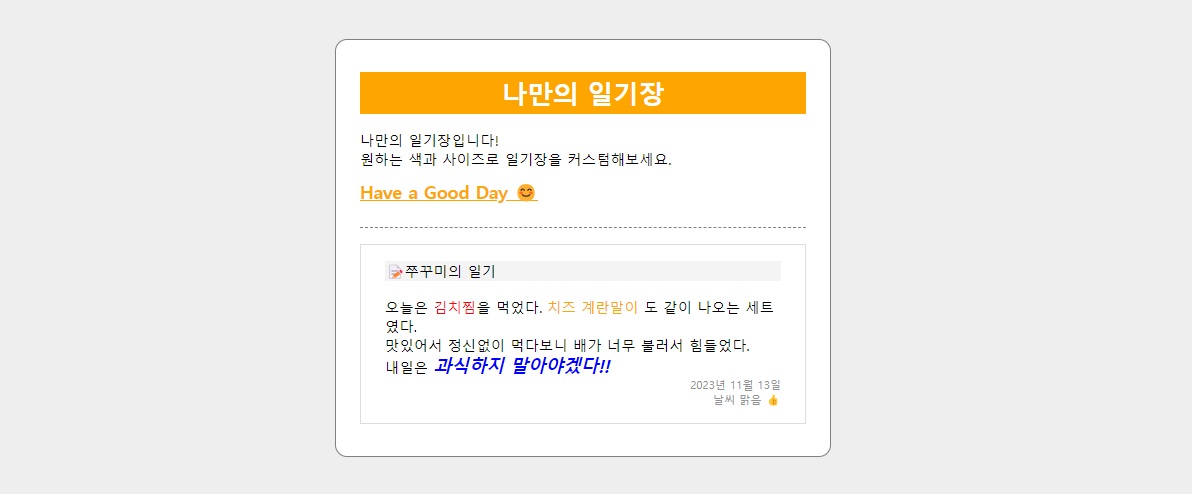 나만의 일기장
나만의 일기장입니다!
원하는 색과 사이즈로 일기장을 커스텀해보세요.
Have a Good Day 😊
📝쭈꾸미의 일기
오늘은 김치찜을 먹었다. 치즈 계란말이 도 같이 나오는 세트
였다.
맛있어서 정신없이 먹다보니 배가 너무 불러서 힘들었다.
내일은 과식하지 말아야겠다!!
2023년 11월 13일
날씨 맑음 👍